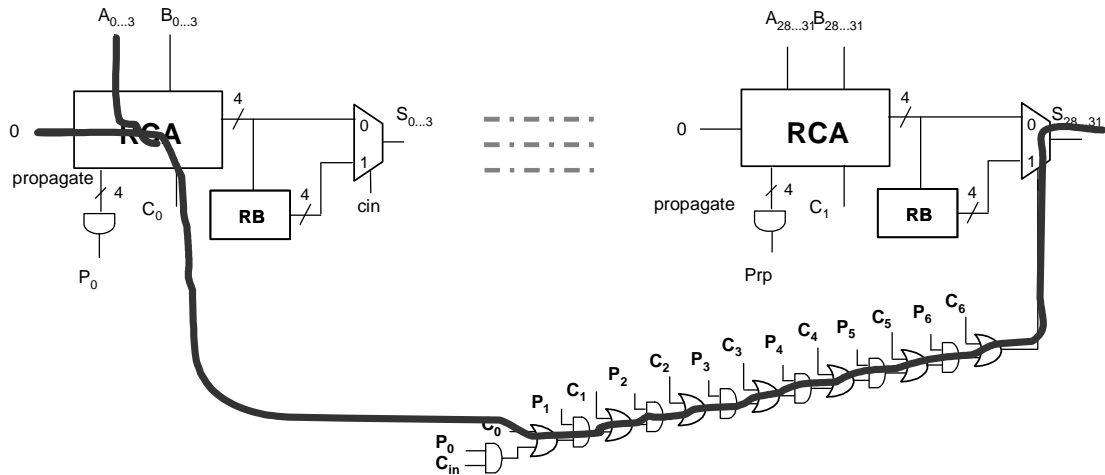 A0...3 B0...3
A28...31 B28...31
4 S0...3 4 S28...31
0 RCA 0 0 RCA 0
1 1
propagate 4 RB 4 cin propagate 4 RB 4
C0 C1
P0 Prp
P6 C6
P5 C5
P4 C4
P3 C3
P2 C2
P1 C1
C0
P0
Cin